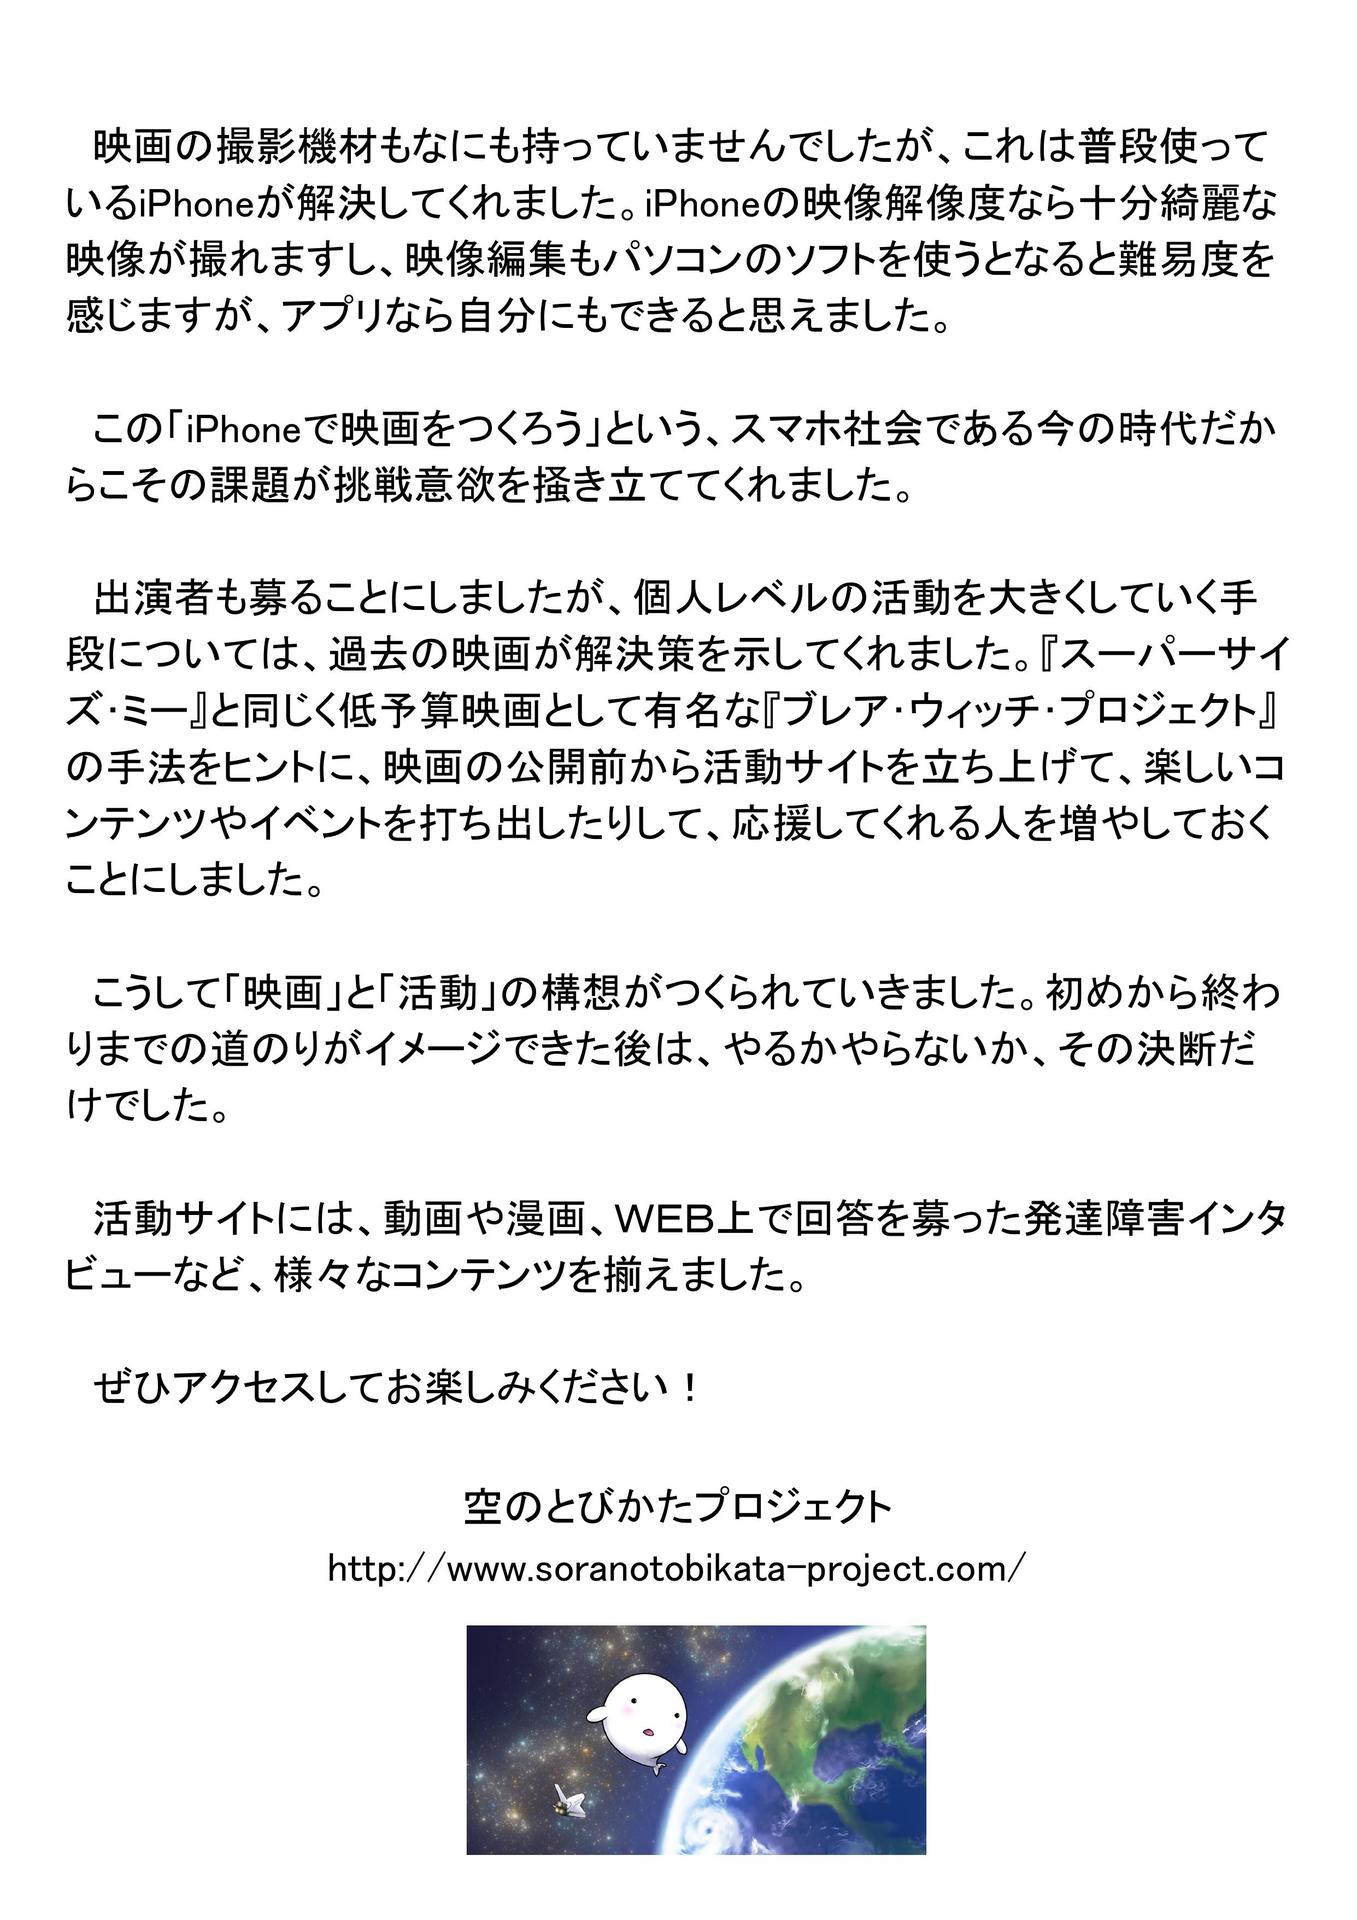 映画の撮影機材もなにも持っていませんでしたが、これは普段使って
いるiPhoneが解決してくれました。iPhoneの映像解像度なら十分綺麗な
映像が撮れますし、映像編集もパソコンのソフトを使うとなると難易度を
感じますが、アプリなら自分にもできると思えました。
この「iPhoneで映画をつくろう」という、スマホ社会である今の時代だか
らこその課題が挑戦意欲を掻き立ててくれました。
出演者も募ることにしましたが、個人レベルの活動を大きくしていく手
段については、過去の映画が解決策を示してくれました。『スーパーサイ
ズ・ミー』と同じく低予算映画として有名な『ブレア・ウィッチ・プロジェクト』
の手法をヒントに、映画の公開前から活動サイトを立ち上げて、楽しいコ
ンテンツやイベントを打ち出したりして、応援してくれる人を増やしておく
ことにしました。
こうして「映画」と「活動」の構想がつくられていきました。初めから終わ
りまでの道のりがイメージできた後は、やるかやらないか、その決断だ
けでした。
活動サイトには、動画や漫画、WEB上で回答を募った発達障害インタ
ビューなど、様々なコンテンツを揃えました。
ぜひアクセスしてお楽しみください！
空のとびかたプロジェクト
http://www.soranotobikata-project.com/